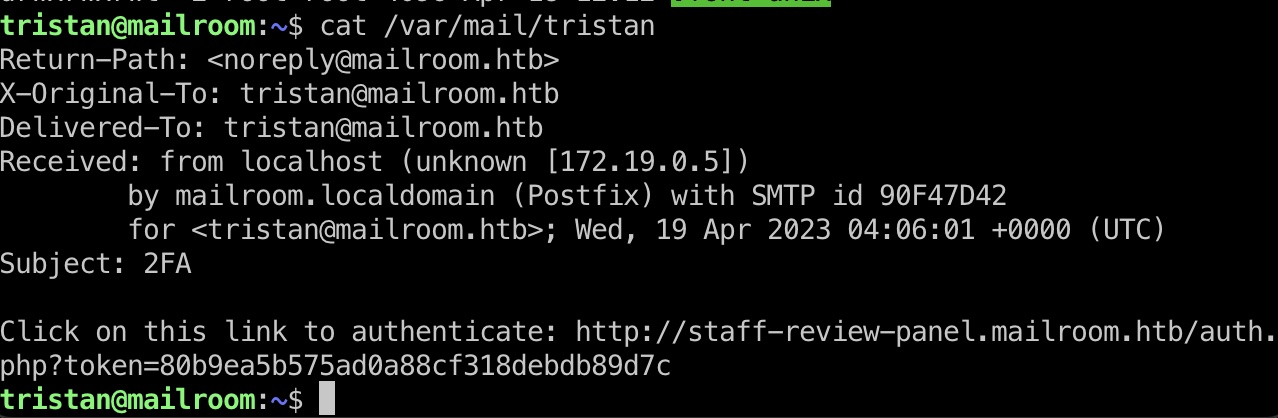 tristan@mailroom:~$ cat /var/mail/tristan
Return-Path: <noreply@mailroom.htb>
X-Original-To: tristan@mailroom.htb
Delivered-To: tristan@mailroom.htb
Received: from localhost (unknown [172.19.0.5])
        by mailroom.localdomain (Postfix) with SMTP id 90F47D42
        for <tristan@mailroom.htb>; Wed, 19 Apr 2023 04:06:01 +0000 (UTC)
Subject: 2FA

Click on this link to authenticate: http://staff-review-panel.mailroom.htb/auth.
php?token=80b9ea5b575ad0a88cf318debdb89d7c
tristan@mailroom:~$